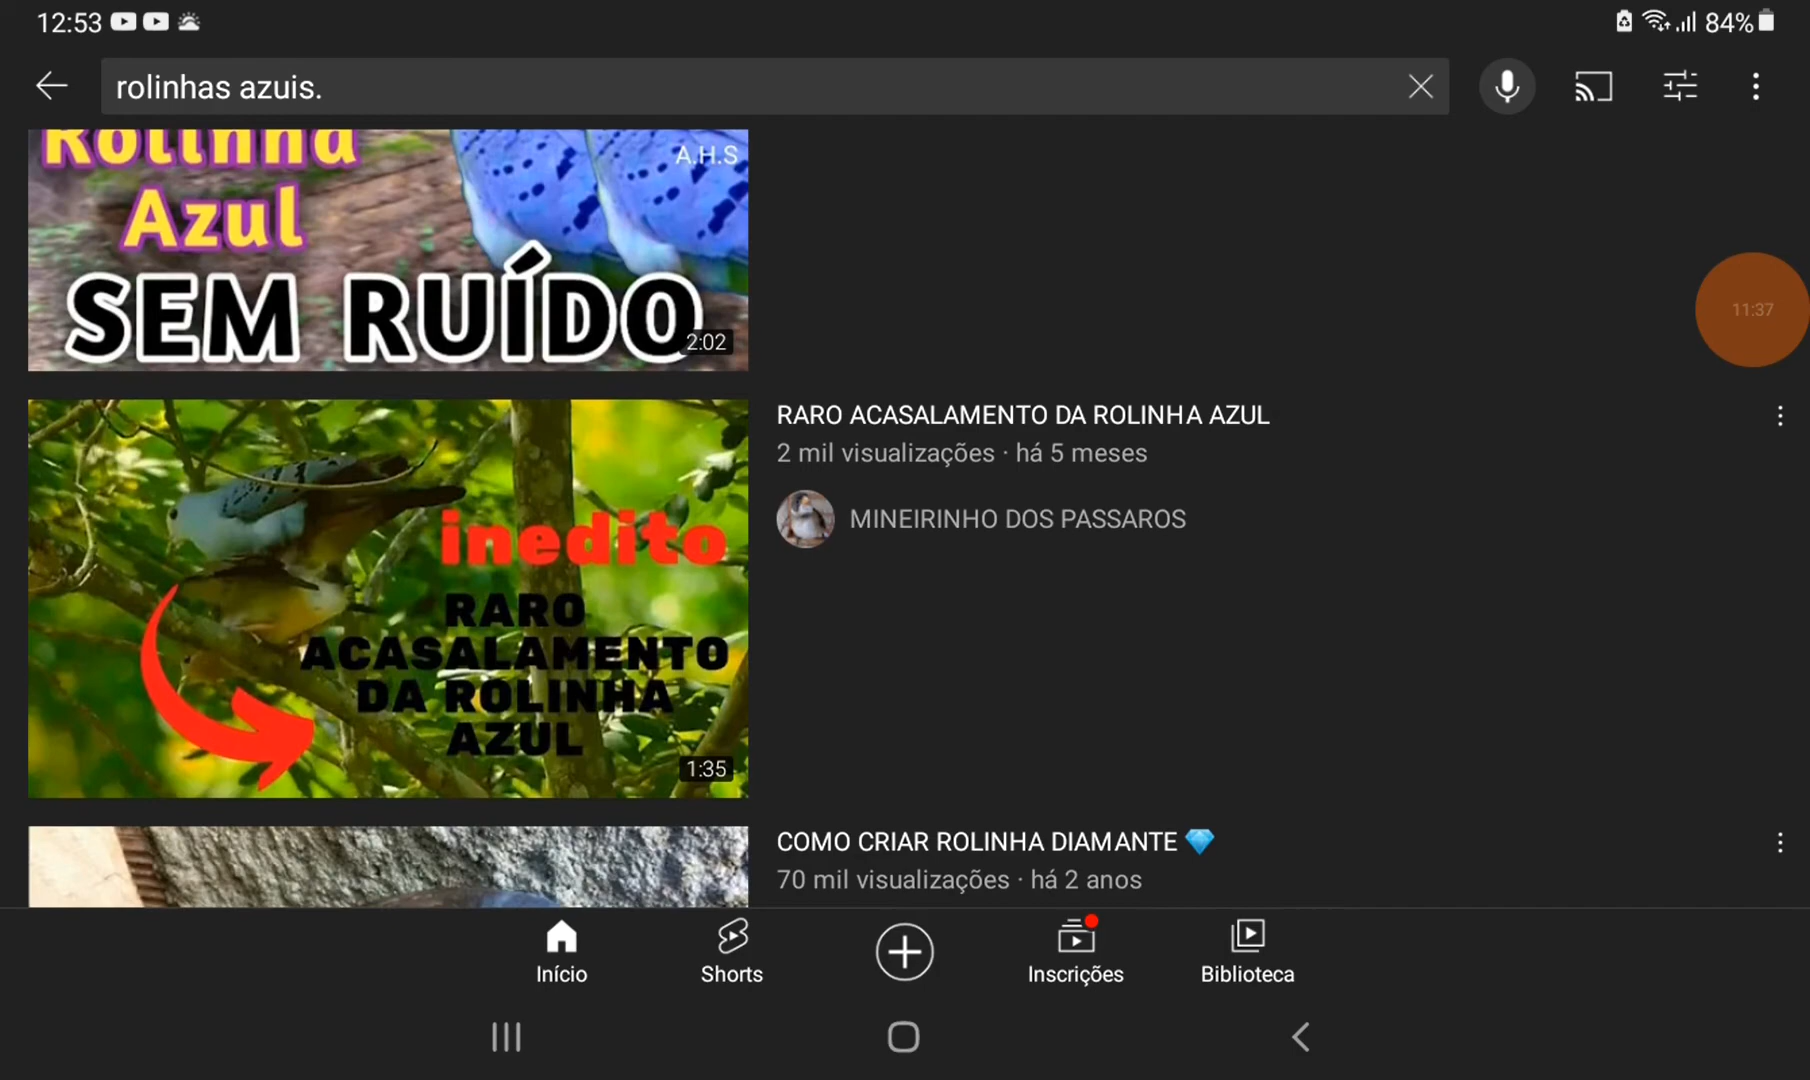 12:53
84%
rolinhas azuis.
Rolinha
Azul
A.H.S
SEM RUÍDO
2:02
11:37
inedito
RARO
ACASALAMENTO
DA ROLINHA
AZUL
1:35
RARO ACASALAMENTO DA ROLINHA AZUL
2 mil visualizações · há 5 meses
MINEIRINHO DOS PASSAROS
COMO CRIAR ROLINHA DIAMANTE 💎
70 mil visualizações · há 2 anos
Início
Shorts
Inscrições
Biblioteca